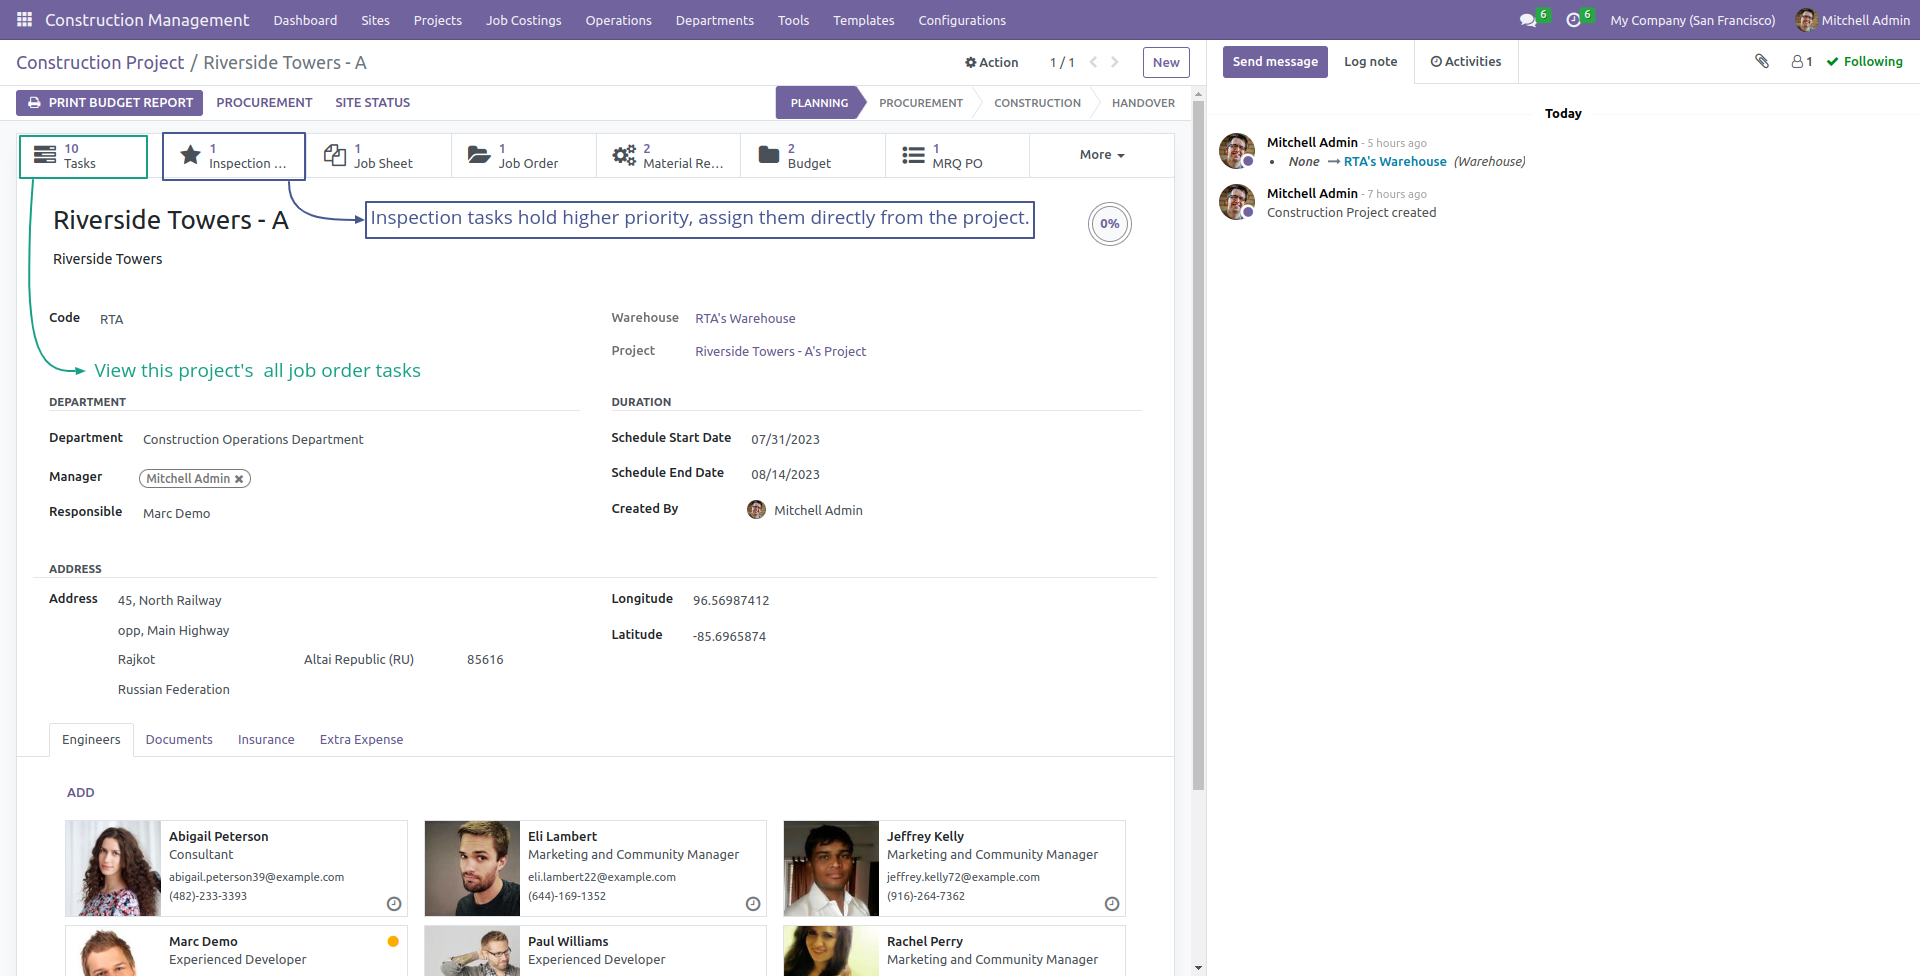 Construction Management Dashboard Sites Projects Job Costings Operations Departments Tools Templates Configurations 6 6 My Company (San Francisco) Mitchell Admin
Construction Project / Riverside Towers - A Action 1 / 1 New
Send message Log note Activities 1 Following
PRINT BUDGET REPORT PROCUREMENT SITE STATUS PLANNING PROCUREMENT CONSTRUCTION HANDOVER
10 Tasks
1 Inspection ...
1 Job Sheet
1 Job Order
2 Material Re...
2 Budget
1 MRQ PO
More
Riverside Towers - A
Inspection tasks hold higher priority, assign them directly from the project.
0%
Riverside Towers
Code RTA
Warehouse RTA's Warehouse
Project Riverside Towers - A's Project
View this project's all job order tasks
DEPARTMENT
Department Construction Operations Department
Manager Mitchell Admin
Responsible Marc Demo
DURATION
Schedule Start Date 07/31/2023
Schedule End Date 08/14/2023
Created By Mitchell Admin
ADDRESS
Address 45, North Railway
opp, Main Highway
Rajkot Altai Republic (RU) 85616
Russian Federation
Longitude 96.56987412
Latitude -85.6965874
Engineers Documents Insurance Extra Expense
ADD
Abigail Peterson
Consultant
abigail.peterson39@example.com
(482)-233-3393
Eli Lambert
Marketing and Community Manager
eli.lambert22@example.com
(644)-169-1352
Jeffrey Kelly
Marketing and Community Manager
jeffrey.kelly72@example.com
(916)-264-7362
Marc Demo
Experienced Developer
Paul Williams
Experienced Developer
Rachel Perry
Marketing and Community Manager
Today
Mitchell Admin - 5 hours ago
• None → RTA's Warehouse (Warehouse)
Mitchell Admin - 7 hours ago
Construction Project created